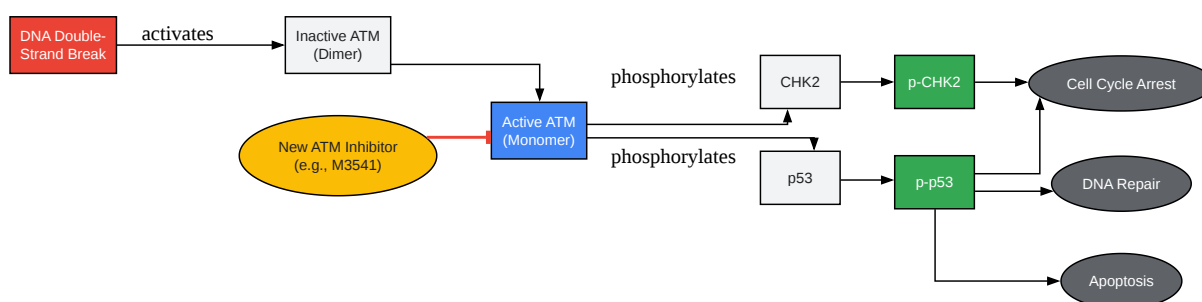 DNA Double-
Strand Break
activates
Inactive ATM
(Dimer)
New ATM Inhibitor
(e.g., M3541)
Active ATM
(Monomer)
phosphorylates
phosphorylates
CHK2
p53
p-CHK2
p-p53
Cell Cycle Arrest
DNA Repair
Apoptosis